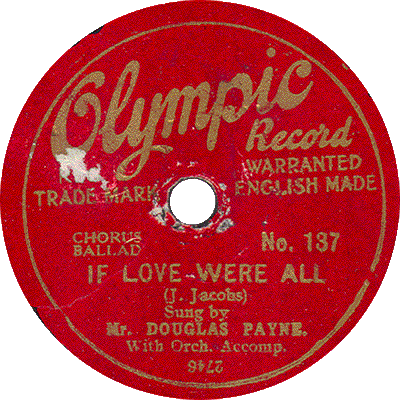 Olympic
Record
TRADE MARK
WARRANTED
ENGLISH MADE
CHORUS
BALLAD
No. 137
IF LOVE WERE ALL
(J. Jacobs)
Sung by
Mr. DOUGLAS PAYNE.
With Orch. Accomp.
2746